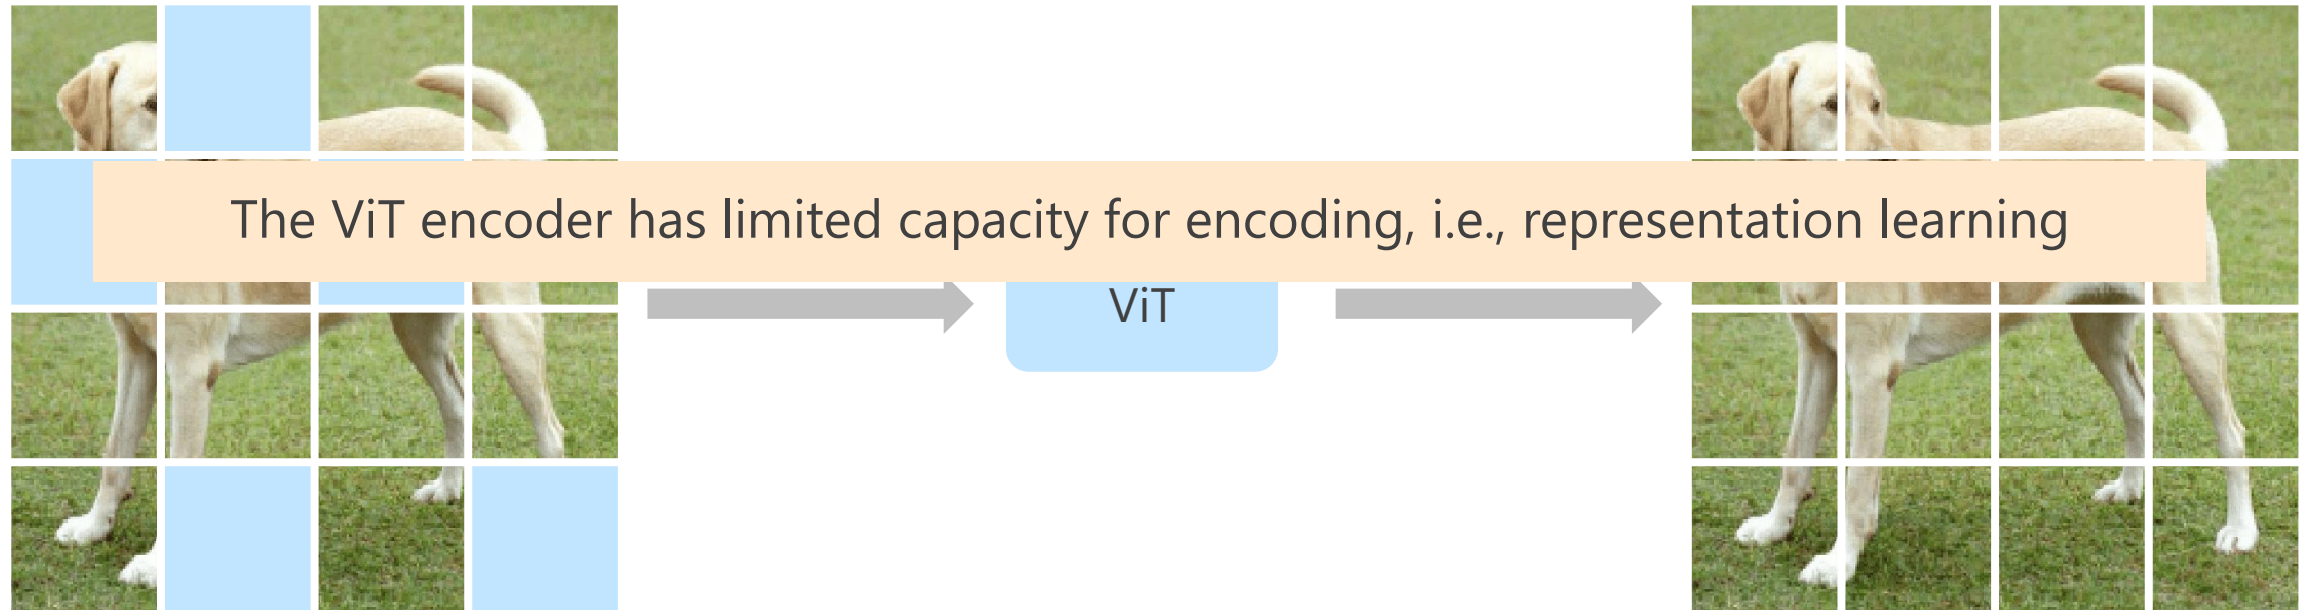 The ViT encoder has limited capacity for encoding, i.e., representation learning
ViT